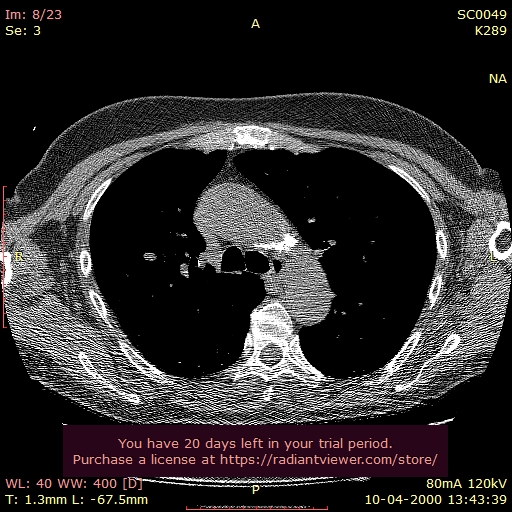 Im: 8/23
Se: 3
A
SC0049
K289
NA
R
You have 20 days left in your trial period.
Purchase a license at https://radiantviewer.com/store/
WL: 40 WW: 400 [D]
T: 1.3mm L: -67.5mm
P
80mA 120kV
10-04-2000 13:43:39